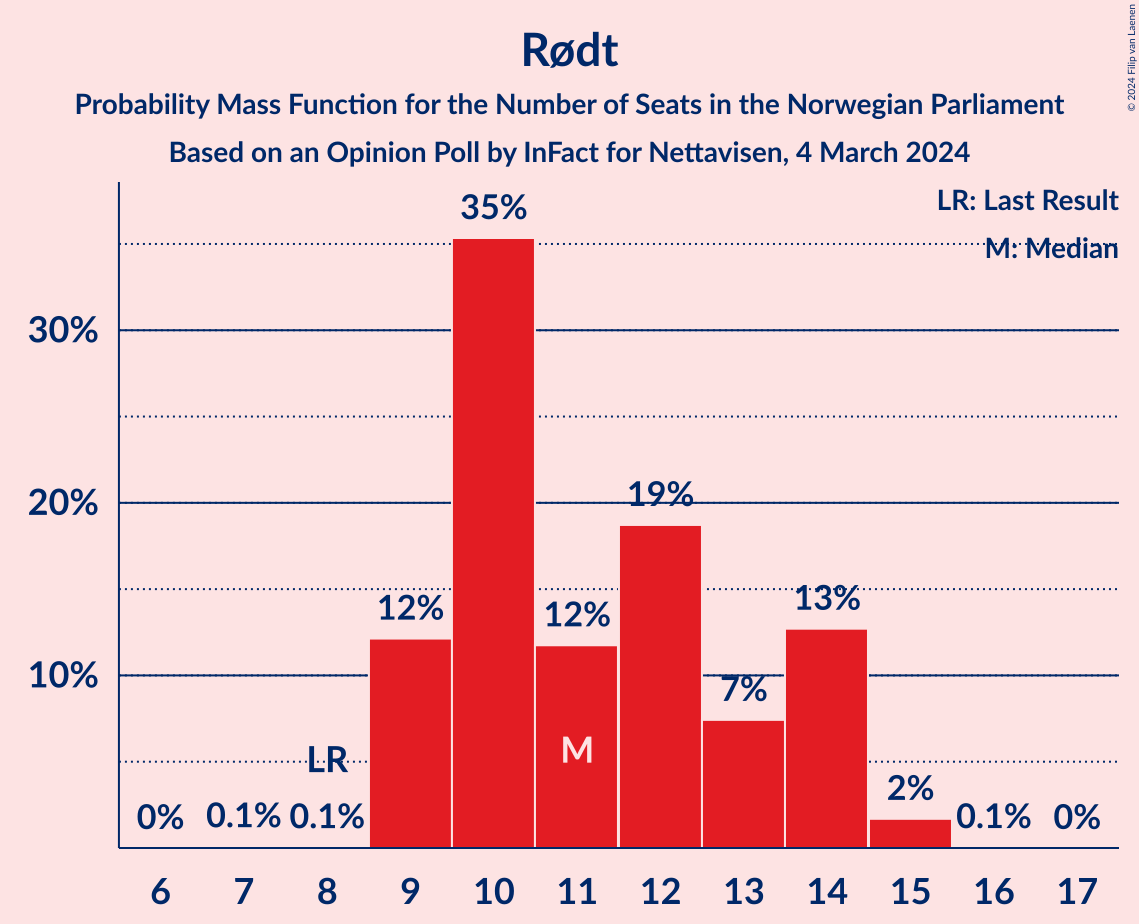 Rødt
Probability Mass Function for the Number of Seats in the Norwegian Parliament
Based on an Opinion Poll by InFact for Nettavisen, 4 March 2024
© 2024 Filip van Laenen
LR: Last Result
M: Median
35%
30%
20%
19%
12%
12%
13%
10%
7%
LR
M
2%
0%
0.1%
0.1%
0.1%
0%
6 7 8 9 10 11 12 13 14 15 16 17